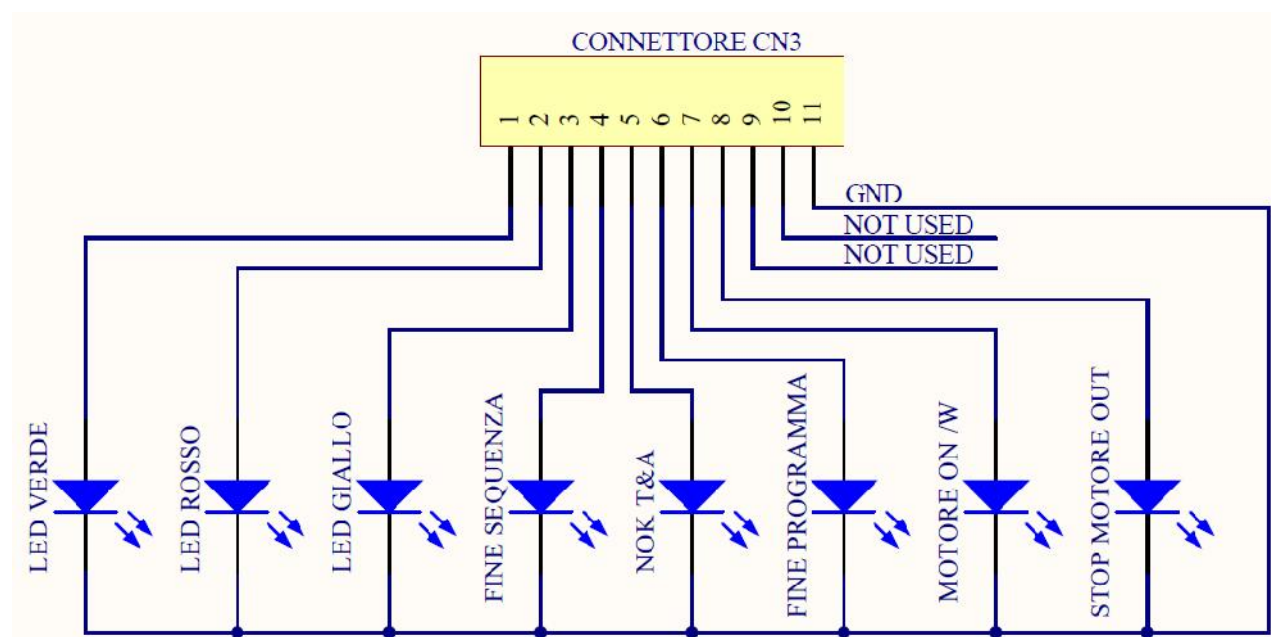 CONNETTORE CN3
1 2 3 4 5 6 7 8 9 10 11
GND
NOT USED
NOT USED
LED VERDE
LED ROSSO
LED GIALLO
FINE SEQUENZA
NOK T&A
FINE PROGRAMMA
MOTORE ON /W
STOP MOTORE OUT